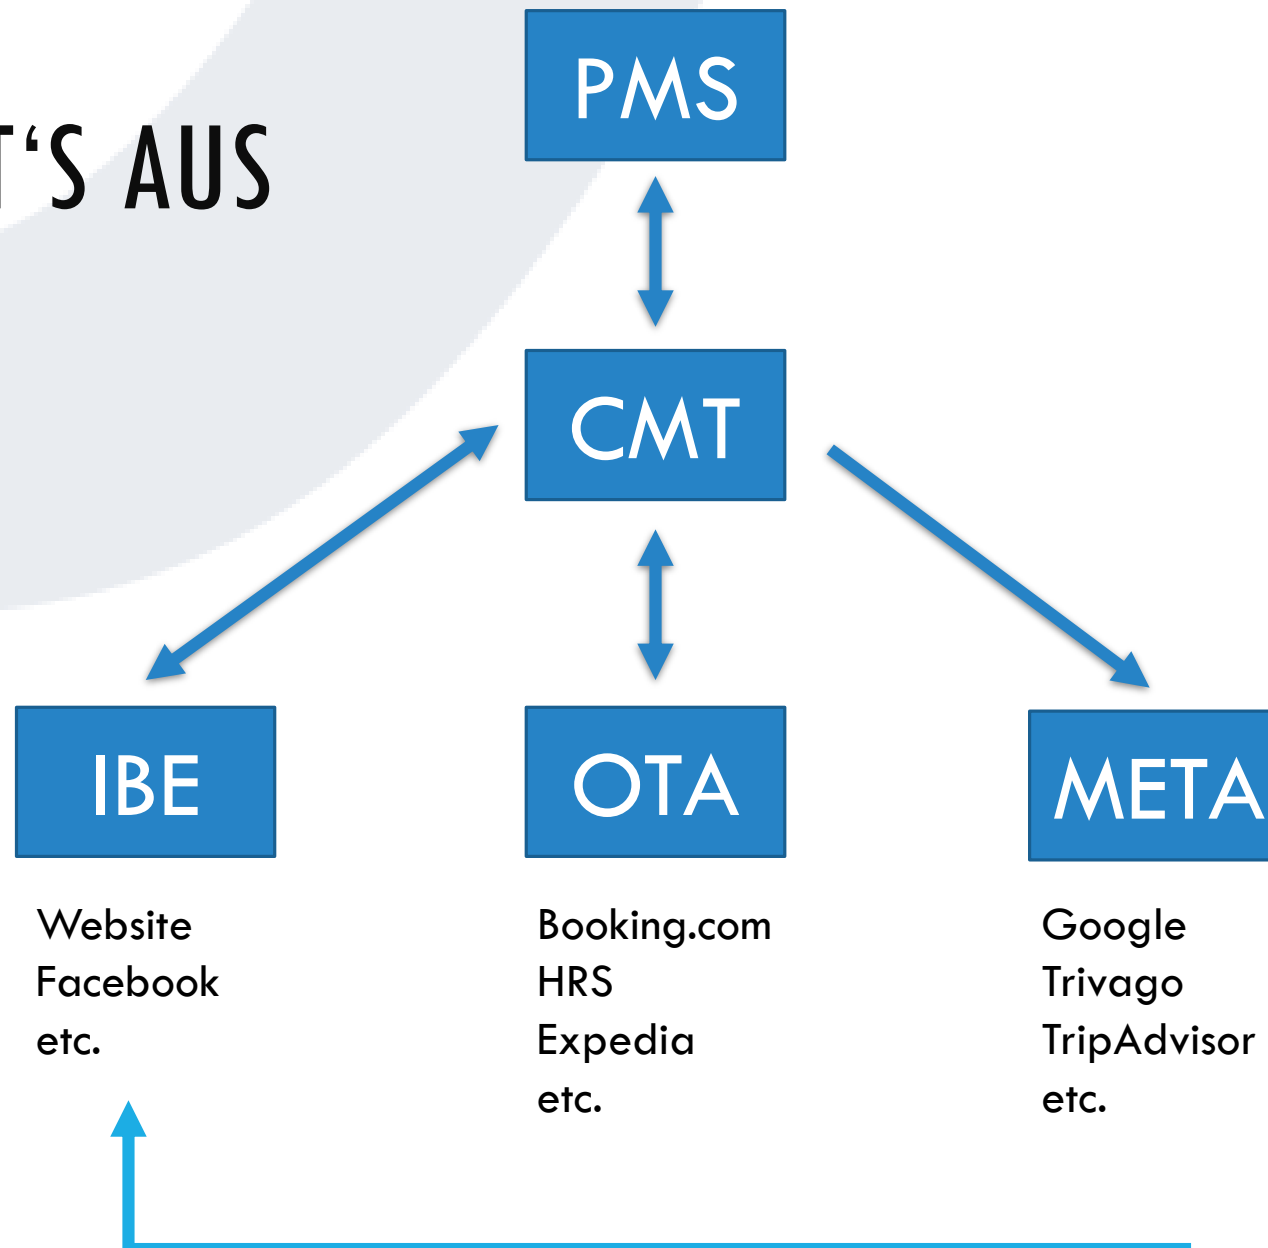 T‘S AUS
PMS
CMT
IBE
OTA
META
Website
Facebook
etc.
Booking.com
HRS
Expedia
etc.
Google
Trivago
TripAdvisor
etc.